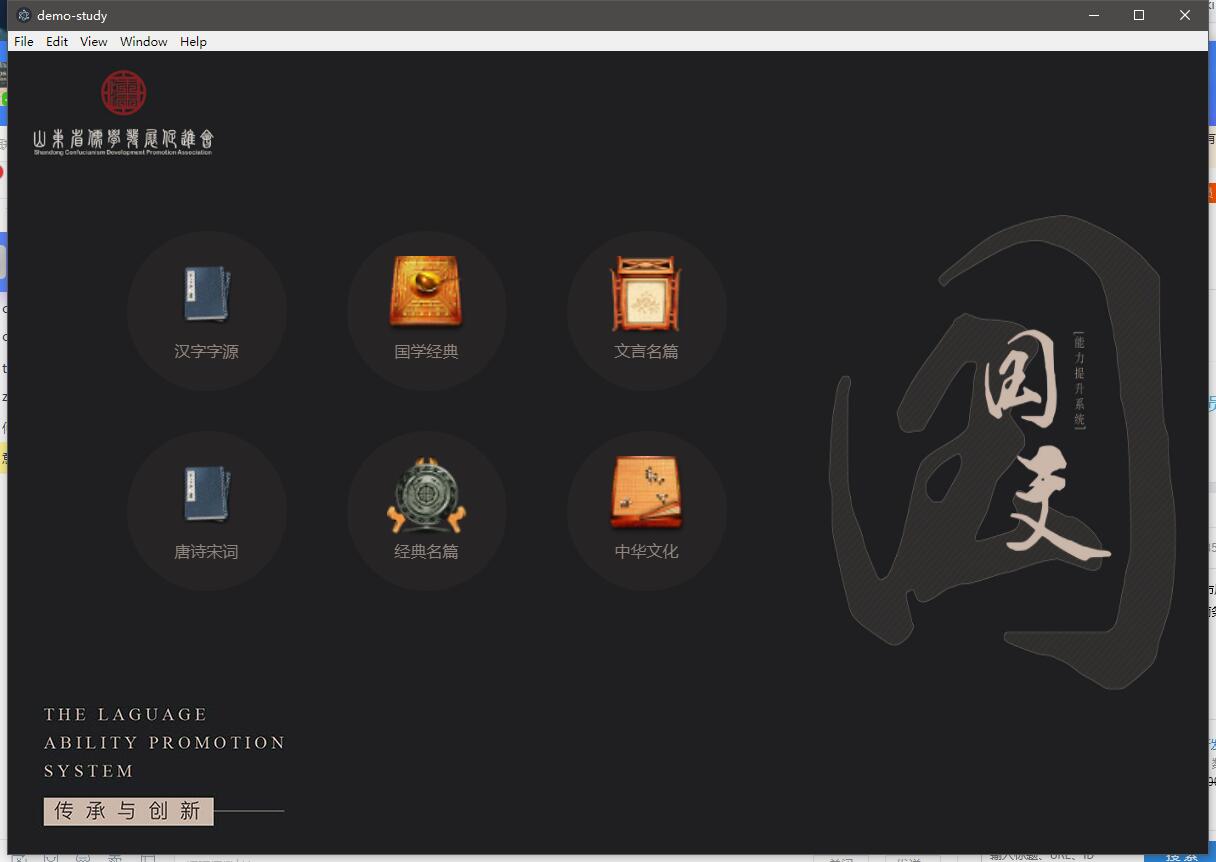 demo-study
File Edit View Window Help
山東省儒學發展促進會
Shandong Confucianism Development Promotion Association
汉字字源
国学经典
文言名篇
唐诗宋词
经典名篇
中华文化
国文
[能力提升系统]
THE LAGUAGE
ABILITY PROMOTION
SYSTEM
传承与创新